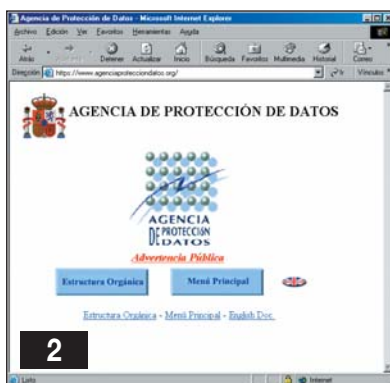 Agencia de Protección de Datos - Microsoft Internet Explorer
Archivo Edición Ver Favoritos Herramientas Ayuda
Atrás Detener Actualizar Inicio Búsqueda Favoritos Multimedia Historial Correo
Dirección https://www.agenciaprotecciondatos.org/ Ir Vínculos
AGENCIA DE PROTECCIÓN DE DATOS
AGENCIA
DE PROTECCIÓN
DE DATOS
Advertencia Pública
Estructura Orgánica Menú Principal
Estructura Orgánica - Menú Principal - English Doc.
2
Listo Internet